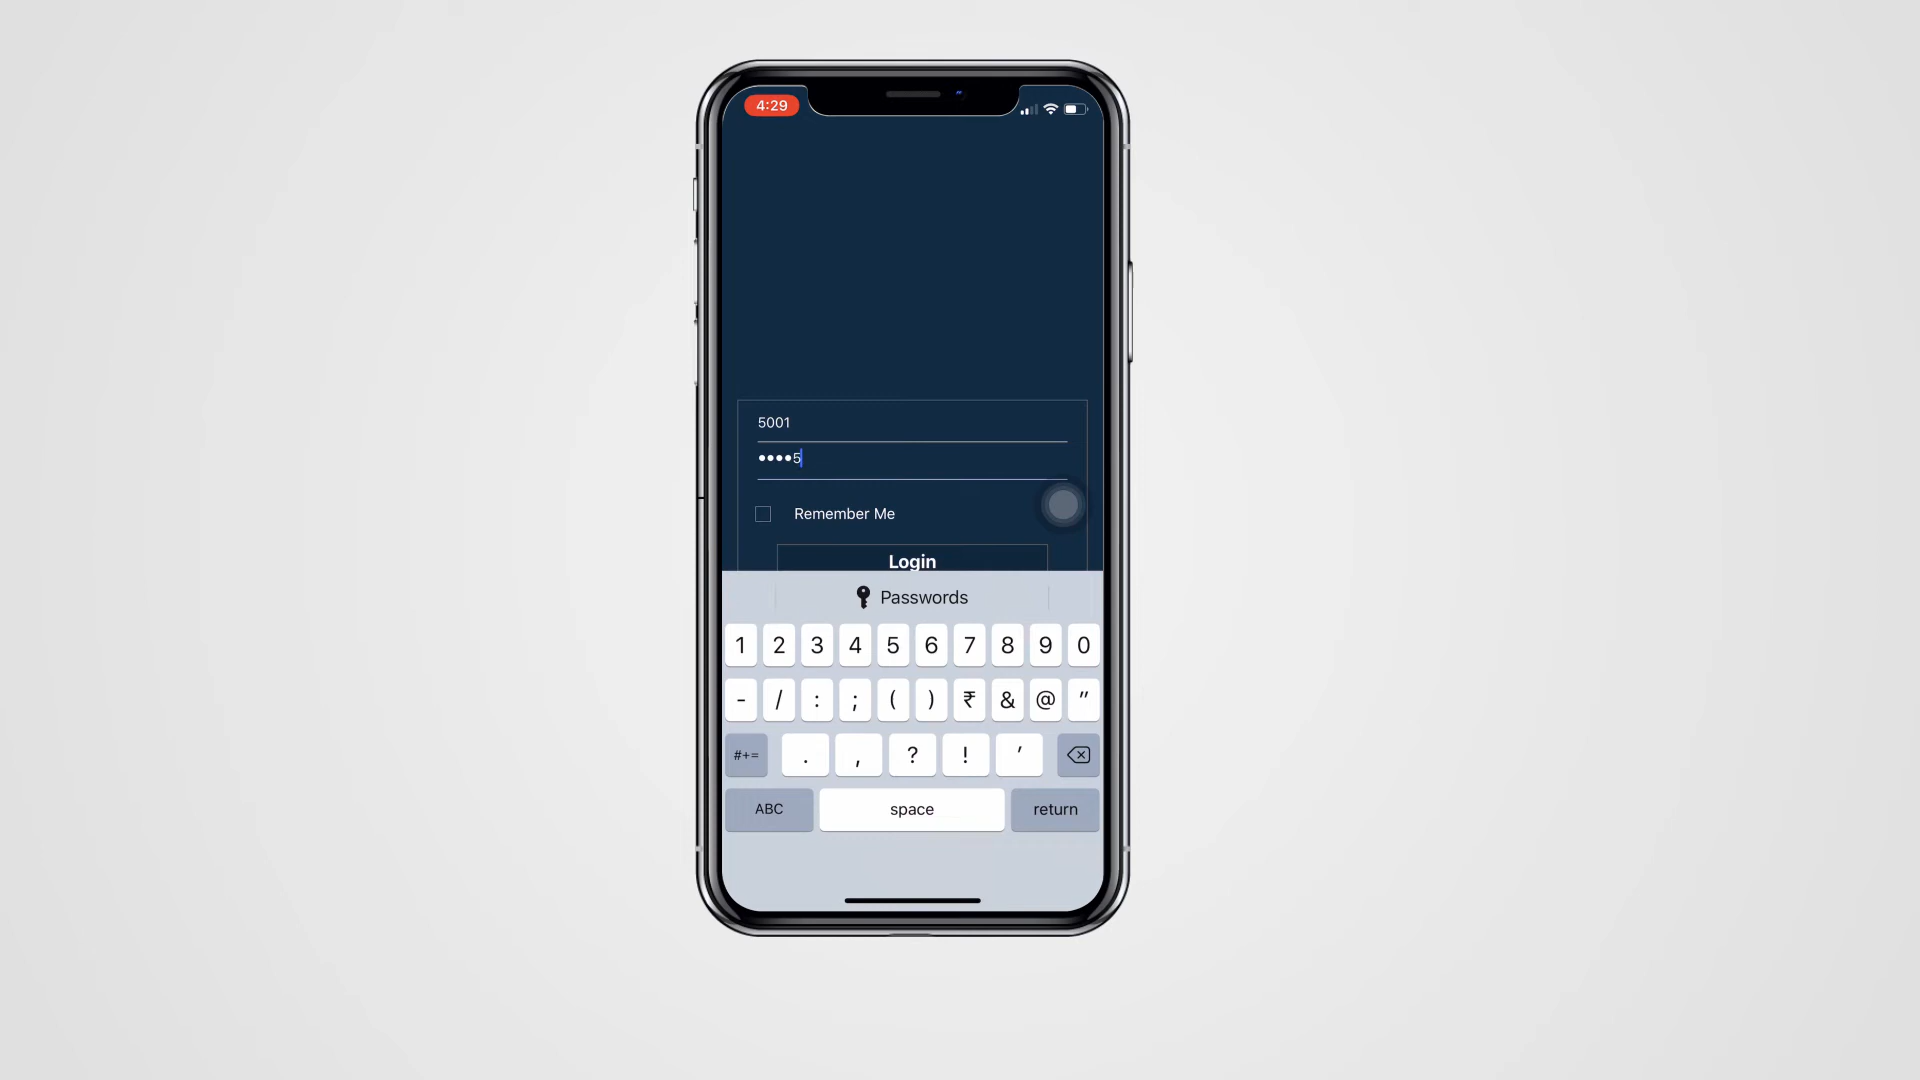 4:29
5001
••••5
Remember Me
Login
Passwords
1 2 3 4 5 6 7 8 9 0
- / : ; ( ) ₹ & @ "
#+= . , ? ! '
ABC space return